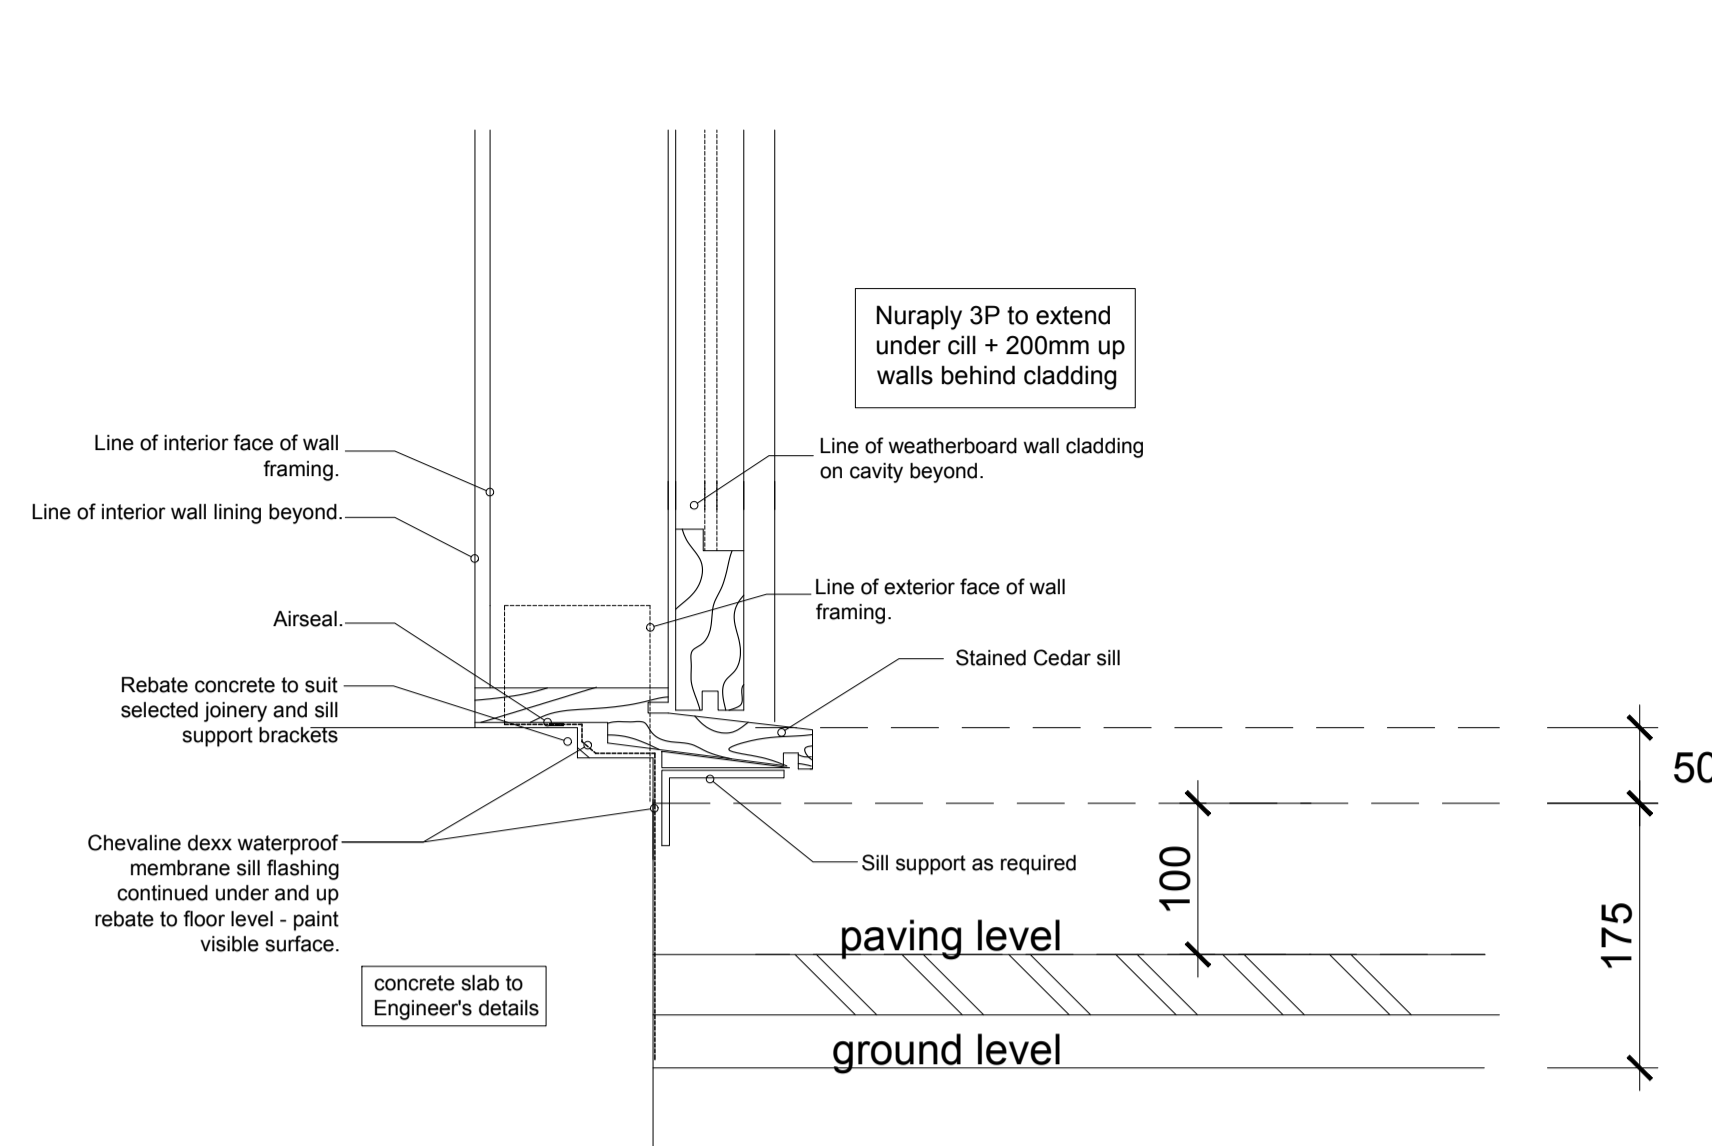 Nuraply 3P to extend
under cill + 200mm up
walls behind cladding
Line of interior face of wall
framing.
Line of weatherboard wall cladding
on cavity beyond.
Line of interior wall lining beyond.
Line of exterior face of wall
framing.
Airseal.
Stained Cedar sill
Rebate concrete to suit
selected joinery and sill
support brackets
50
Chevaline dexx waterproof
membrane sill flashing
continued under and up
rebate to floor level - paint
visible surface.
Sill support as required
100
175
paving level
concrete slab to
Engineer's details
ground level